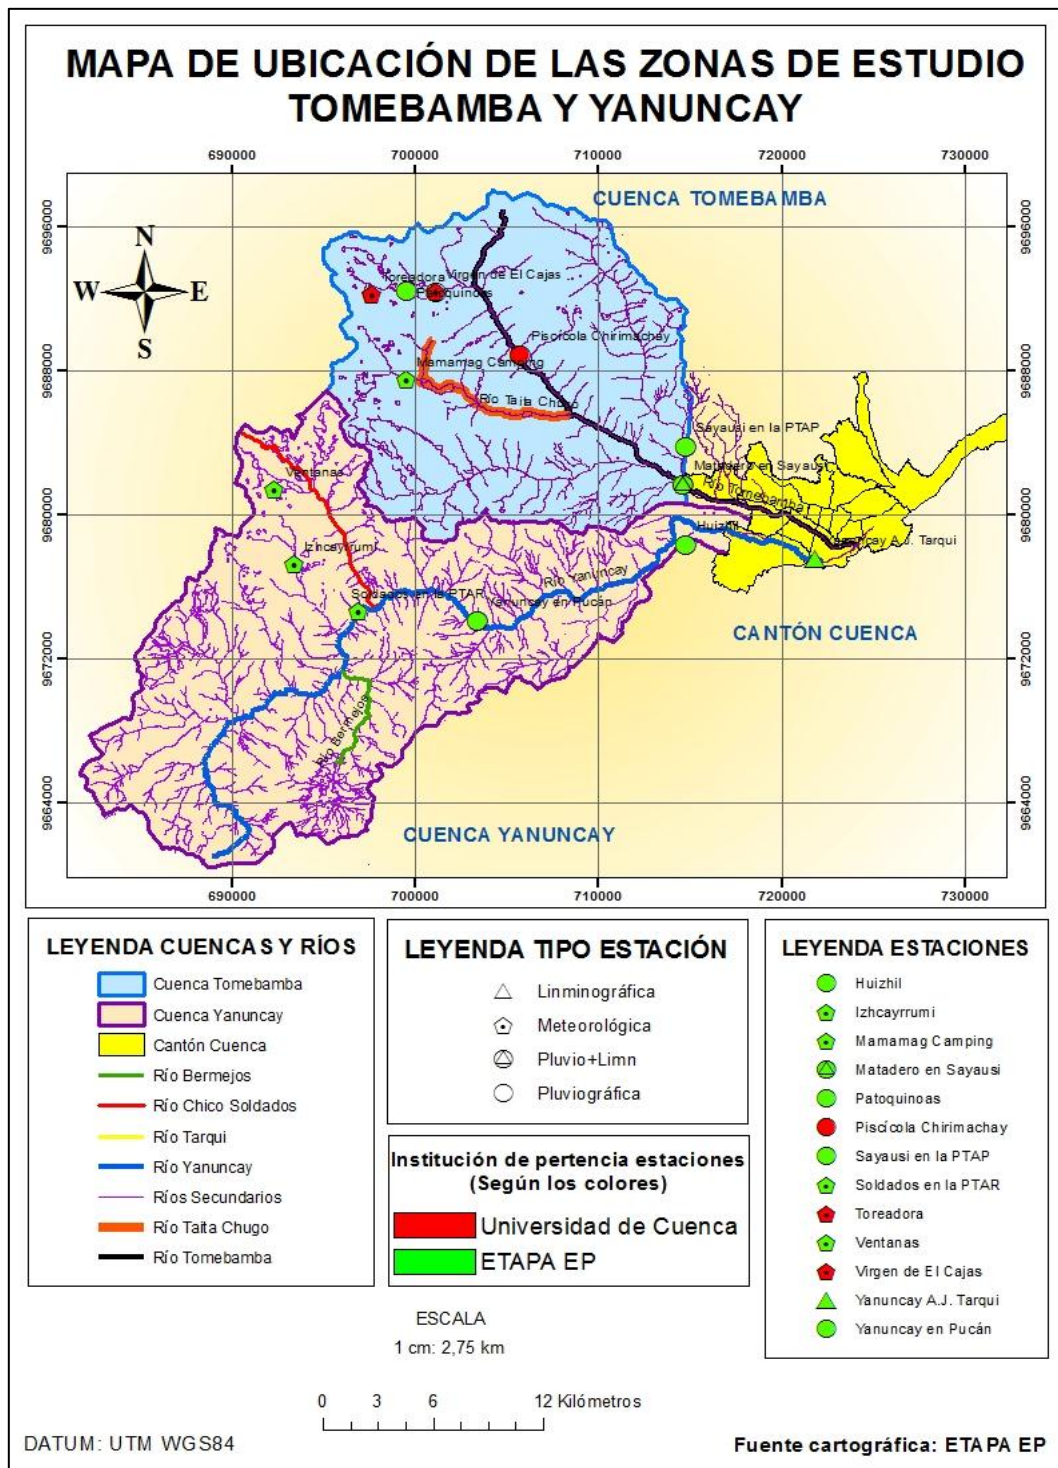 MAPA DE UBICACIÓN DE LAS ZONAS DE ESTUDIO
TOMEBAMBA Y YANUNCAY
690000
700000
710000
720000
730000
CUENCA TOMEBAMBA
9696000
9696000
N
W
E
S
Toreadora
Virgen de El Cajas
Patoquinoas
Piscícola Chirimachay
9688000
9688000
Mamamag Camping
Río Taita Chugo
Sayausi en la PTAP
Matadero en Sayausi
Ventanas
Río Tomebamba
9680000
9680000
Huizhil
Yanuncay A.J. Tarqui
Izhcayrrumi
Río Yanuncay
Soldados en la PTAR
Yanuncay en Pucán
CANTÓN CUENCA
9672000
9672000
Río Bermejos
9664000
9664000
CUENCA YANUNCAY
690000
700000
710000
720000
730000
LEYENDA CUENCAS Y RÍOS
Cuenca Tomebamba
Cuenca Yanuncay
Cantón Cuenca
Río Bermejos
Río Chico Soldados
Río Tarqui
Río Yanuncay
Ríos Secundarios
Río Taita Chugo
Río Tomebamba
LEYENDA TIPO ESTACIÓN
Linminográfica
Meteorológica
Pluvio+Limn
Pluviográfica
Institución de pertencia estaciones
(Según los colores)
Universidad de Cuenca
ETAPA EP
LEYENDA ESTACIONES
Huizhil
Izhcayrrumi
Mamamag Camping
Matadero en Sayausi
Patoquinoas
Piscícola Chirimachay
Sayausi en la PTAP
Soldados en la PTAR
Toreadora
Ventanas
Virgen de El Cajas
Yanuncay A.J. Tarqui
Yanuncay en Pucán
ESCALA
1 cm: 2,75 km
0 3 6 12 Kilómetros
DATUM: UTM WGS84
Fuente cartográfica: ETAPA EP